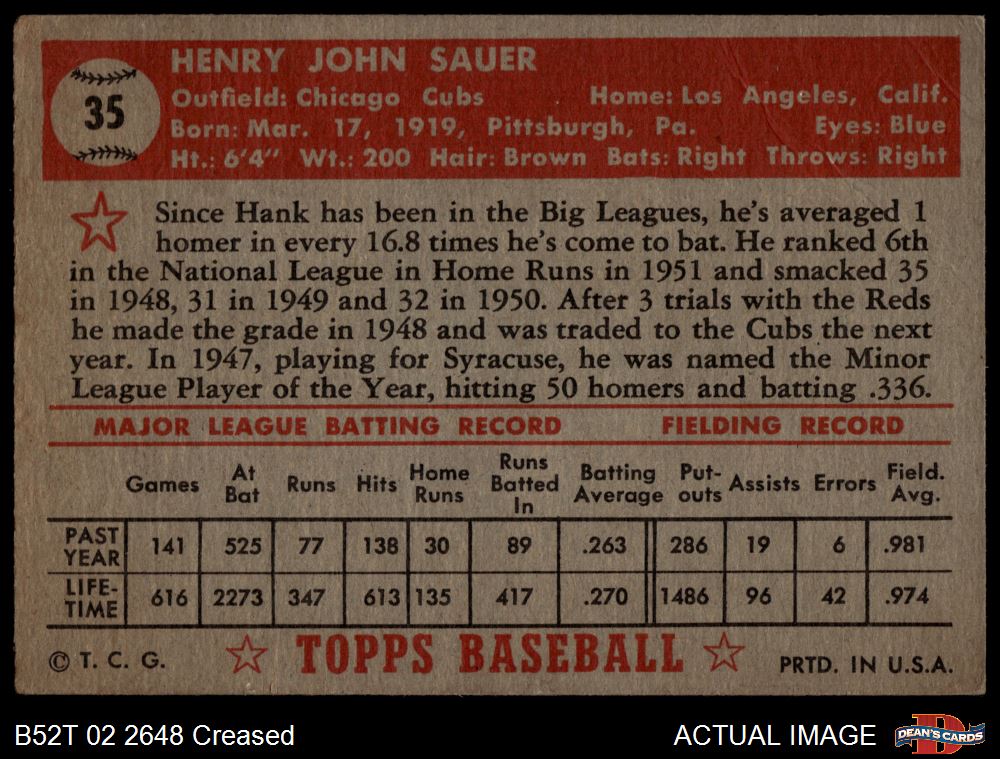 35
HENRY JOHN SAUER
Outfield: Chicago Cubs Home: Los Angeles, Calif.
Born: Mar. 17, 1919, Pittsburgh, Pa. Eyes: Blue
Ht.: 6'4" Wt.: 200 Hair: Brown Bats: Right Throws: Right
Since Hank has been in the Big Leagues, he's averaged 1
homer in every 16.8 times he's come to bat. He ranked 6th
in the National League in Home Runs in 1951 and smacked 35
in 1948, 31 in 1949 and 32 in 1950. After 3 trials with the Reds
he made the grade in 1948 and was traded to the Cubs the next
year. In 1947, playing for Syracuse, he was named the Minor
League Player of the Year, hitting 50 homers and batting .336.
MAJOR LEAGUE BATTING RECORD FIELDING RECORD
Games At Bat Runs Hits Home Runs Runs Batted In Batting Average Put-outs Assists Errors Field. Avg.
PAST YEAR 141 525 77 138 30 89 .263 286 19 6 .981
LIFE-TIME 616 2273 347 613 135 417 .270 1486 96 42 .974
© T. C. G. TOPPS BASEBALL PRTD. IN U.S.A.
B52T 02 2648 Creased ACTUAL IMAGE D DEAN'S CARDS